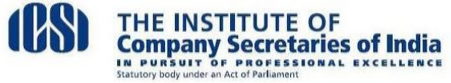 ICSI
THE INSTITUTE OF
Company Secretaries of India
IN PURSUIT OF PROFESSIONAL EXCELLENCE
Statutory body under an Act of Parliament